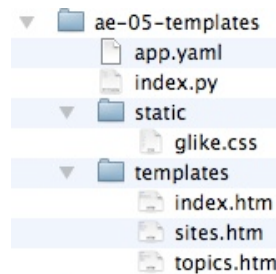 ae-05-templates
app.yaml
index.py
static
glike.css
templates
index.htm
sites.htm
topics.htm